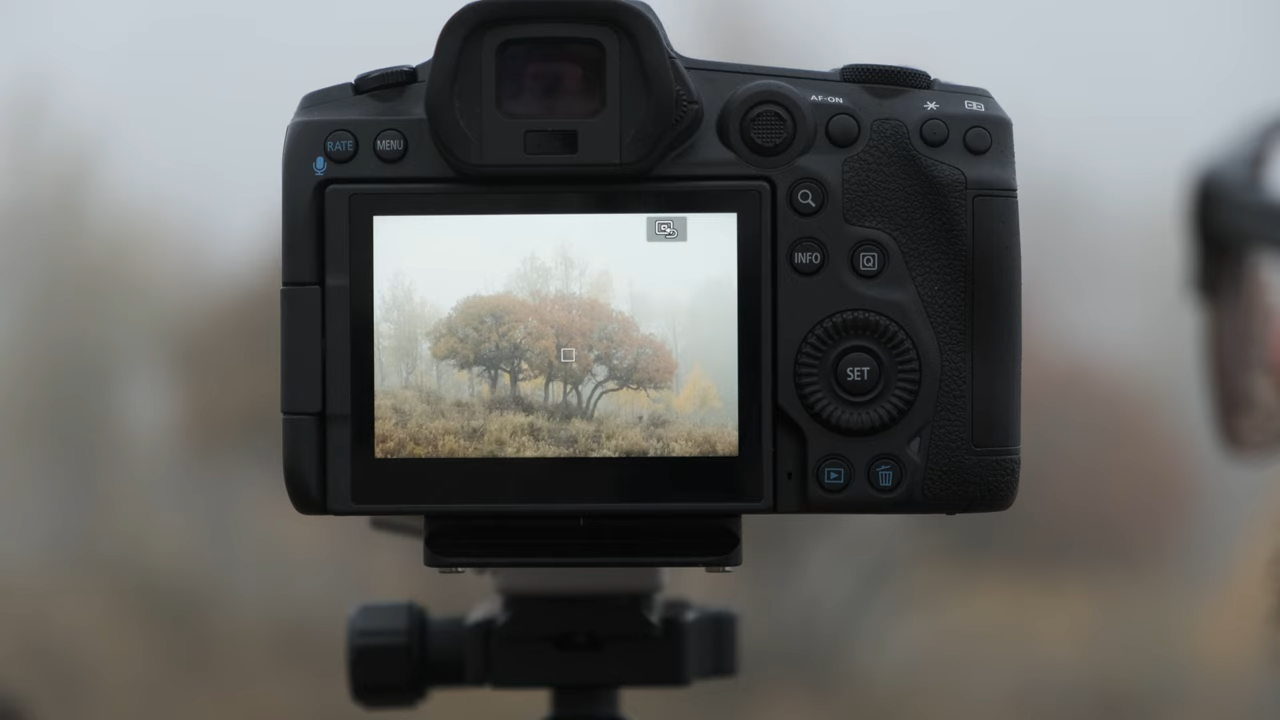 AF-ON
RATE
MENU
INFO
Q
SET